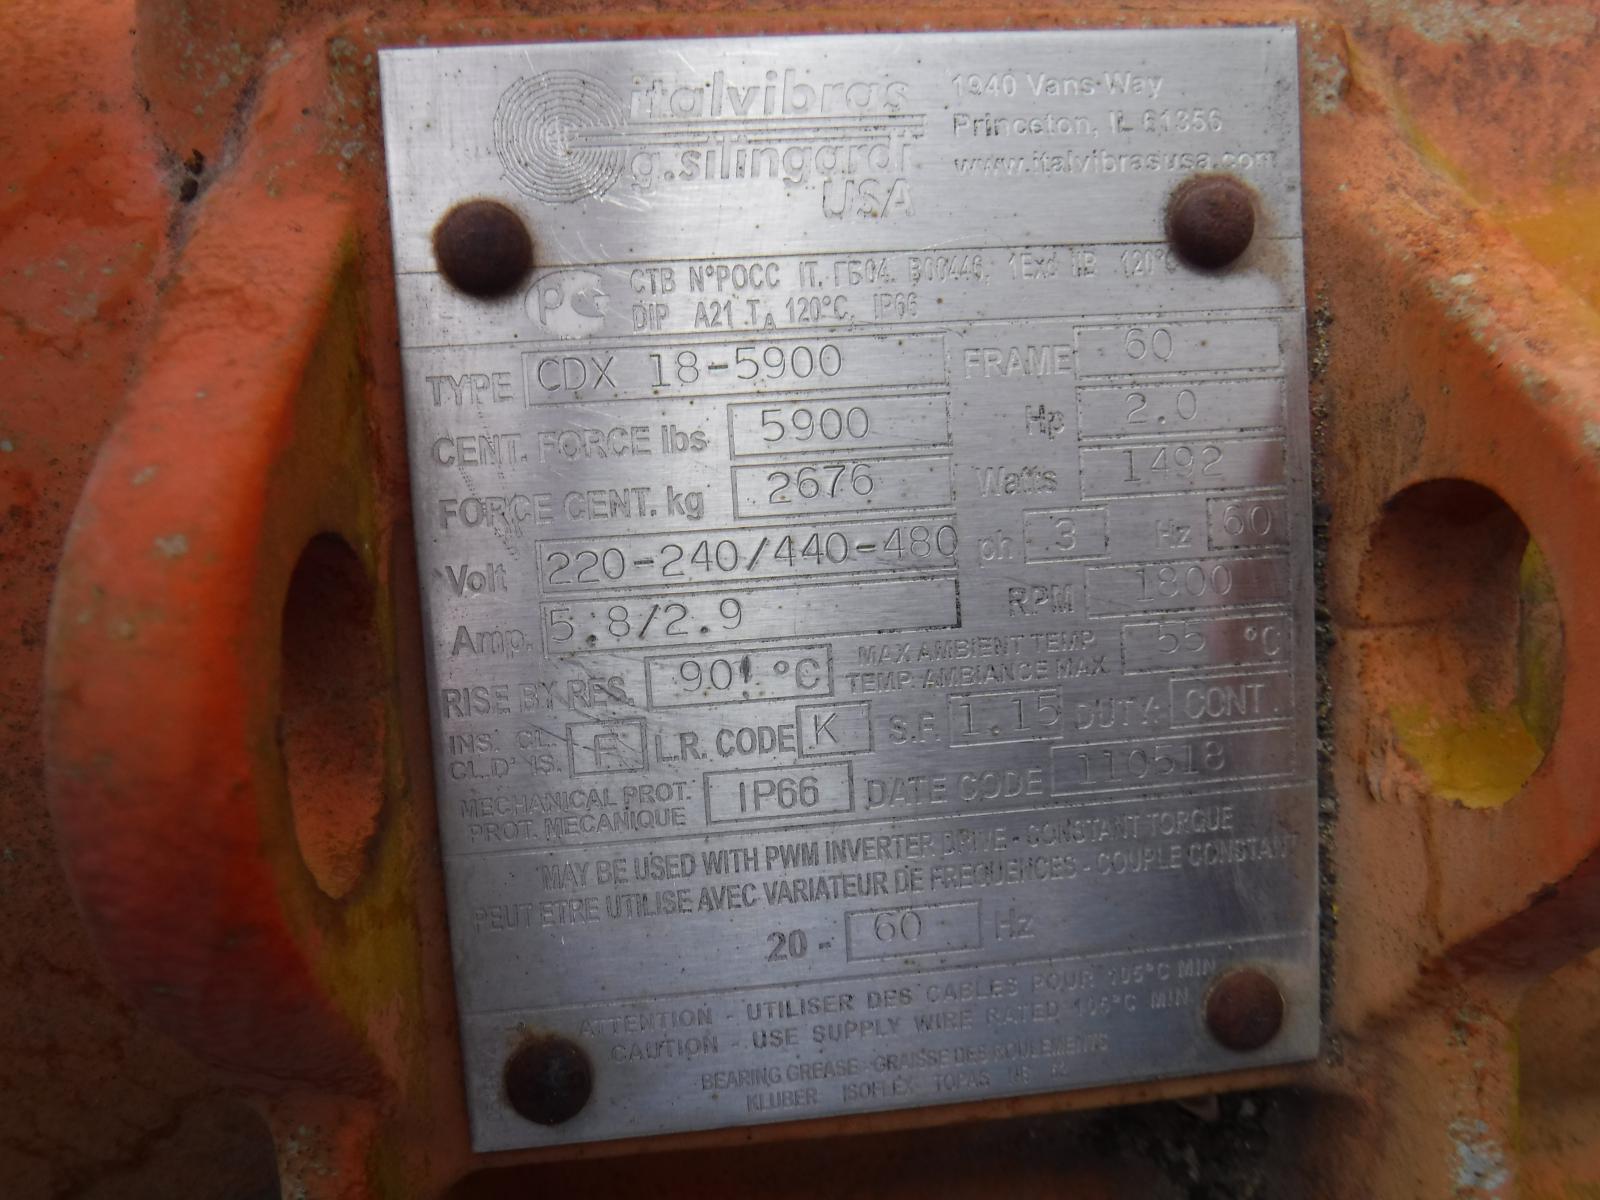 italvibras
g.silingardi
USA
1940 Vans Way
Princeton, IL 61356
www.italvibrasusa.com
СТВ N°РОСС IT. ГБ04. В00446, 1Exd IIB 120°C
DIP A21 TA 120°C, IP66
TYPE CDX 18-5900 FRAME 60
CENT. FORCE lbs 5900 Hp 2.0
FORCE CENT. kg 2676 Watts 1492
Volt 220-240/440-480 ph 3 Hz 60
Amp. 5.8/2.9 RPM 1800
RISE BY RES. 90 °C MAX AMBIENT TEMP
TEMP. AMBIANCE MAX 55 °C
INS. CL.
CL.D' IS. F L.R. CODE K S.F. 1.15 DUTY: CONT.
MECHANICAL PROT.
PROT. MECANIQUE IP66 DATE CODE 110518
MAY BE USED WITH PWM INVERTER DRIVE - CONSTANT TORQUE
PEUT ETRE UTILISE AVEC VARIATEUR DE FREQUENCES - COUPLE CONSTANT
20 - 60 Hz
ATTENTION - UTILISER DES CABLES POUR 105°C MIN
CAUTION - USE SUPPLY WIRE RATED 105°C MIN
BEARING GREASE - GRAISSE DES ROULEMENTS
KLUBER ISOFLEX TOPAS